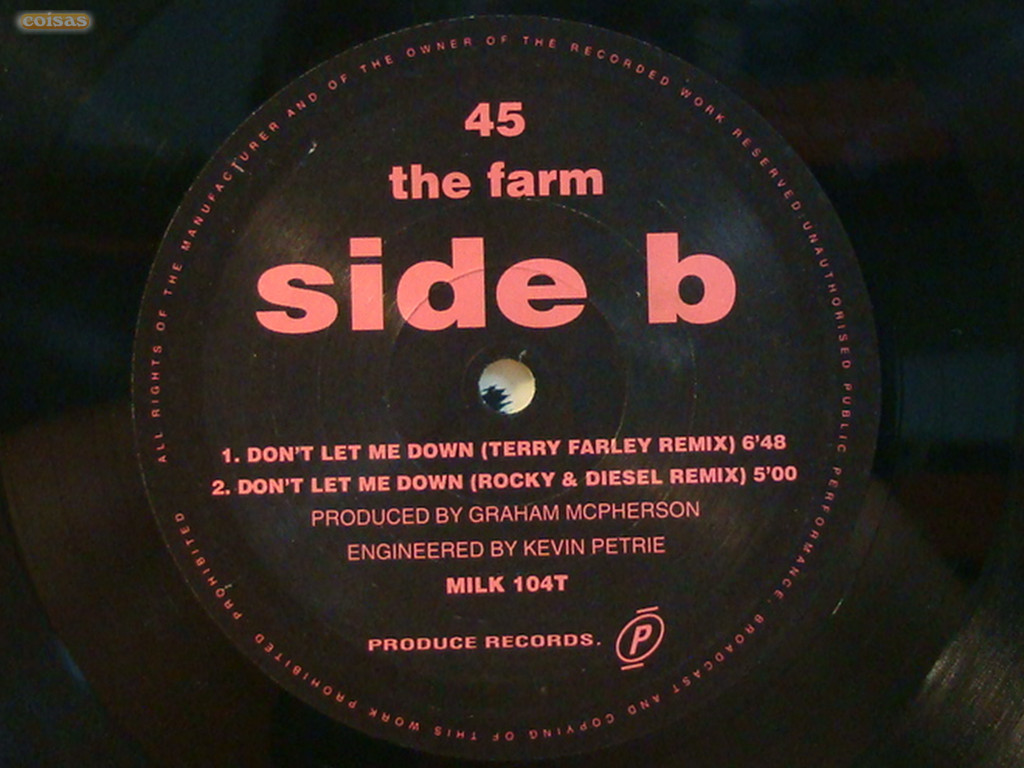 coisas
45
the farm
side b
1. DON'T LET ME DOWN (TERRY FARLEY REMIX) 6'48
2. DON'T LET ME DOWN (ROCKY & DIESEL REMIX) 5'00
PRODUCED BY GRAHAM MCPHERSON
ENGINEERED BY KEVIN PETRIE
MILK 104T
PRODUCE RECORDS. P
ALL RIGHTS OF THE MANUFACTURER AND OF THE OWNER OF THE RECORDED WORK RESERVED: UNAUTHORISED PUBLIC PERFORMANCE, BROADCAST AND COPYING OF THIS WORK PROHIBITED PROHIBITED